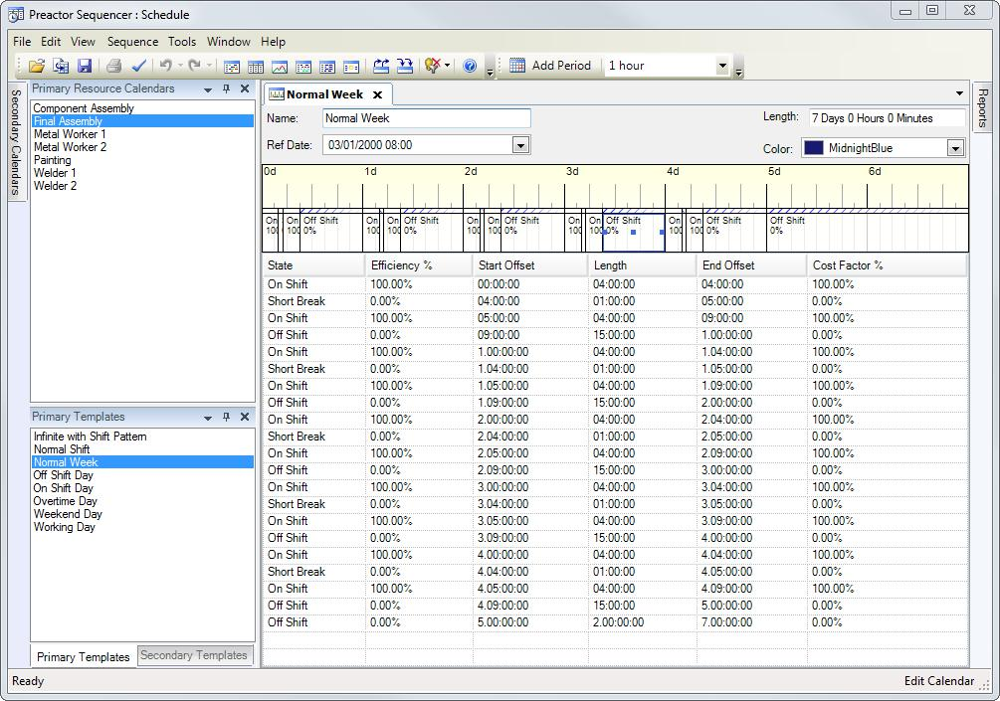 Preactor Sequencer : Schedule
File Edit View Sequence Tools Window Help
Add Period 1 hour
Secondary Calendars
Primary Resource Calendars
Component Assembly
Final Assembly
Metal Worker 1
Metal Worker 2
Painting
Welder 1
Welder 2
Primary Templates
Infinite with Shift Pattern
Normal Shift
Normal Week
Off Shift Day
On Shift Day
Overtime Day
Weekend Day
Working Day
Primary Templates Secondary Templates
Normal Week
Name: Normal Week Length: 7 Days 0 Hours 0 Minutes
Ref Date: 03/01/2000 08:00 Color: MidnightBlue
Reports
0d 1d 2d 3d 4d 5d 6d
On On Off Shift On On Off Shift On On Off Shift On On Off Shift On On Off Shift Off Shift
100 100 0% 100 100 0% 100 100 0% 100 100 0% 100 100 0% 0%
State Efficiency % Start Offset Length End Offset Cost Factor %
On Shift 100.00% 00:00:00 04:00:00 04:00:00 100.00%
Short Break 0.00% 04:00:00 01:00:00 05:00:00 0.00%
On Shift 100.00% 05:00:00 04:00:00 09:00:00 100.00%
Off Shift 0.00% 09:00:00 15:00:00 1.00:00:00 0.00%
On Shift 100.00% 1.00:00:00 04:00:00 1.04:00:00 100.00%
Short Break 0.00% 1.04:00:00 01:00:00 1.05:00:00 0.00%
On Shift 100.00% 1.05:00:00 04:00:00 1.09:00:00 100.00%
Off Shift 0.00% 1.09:00:00 15:00:00 2.00:00:00 0.00%
On Shift 100.00% 2.00:00:00 04:00:00 2.04:00:00 100.00%
Short Break 0.00% 2.04:00:00 01:00:00 2.05:00:00 0.00%
On Shift 100.00% 2.05:00:00 04:00:00 2.09:00:00 100.00%
Off Shift 0.00% 2.09:00:00 15:00:00 3.00:00:00 0.00%
On Shift 100.00% 3.00:00:00 04:00:00 3.04:00:00 100.00%
Short Break 0.00% 3.04:00:00 01:00:00 3.05:00:00 0.00%
On Shift 100.00% 3.05:00:00 04:00:00 3.09:00:00 100.00%
Off Shift 0.00% 3.09:00:00 15:00:00 4.00:00:00 0.00%
On Shift 100.00% 4.00:00:00 04:00:00 4.04:00:00 100.00%
Short Break 0.00% 4.04:00:00 01:00:00 4.05:00:00 0.00%
On Shift 100.00% 4.05:00:00 04:00:00 4.09:00:00 100.00%
Off Shift 0.00% 4.09:00:00 15:00:00 5.00:00:00 0.00%
Off Shift 0.00% 5.00:00:00 2.00:00:00 7.00:00:00 0.00%
Ready Edit Calendar